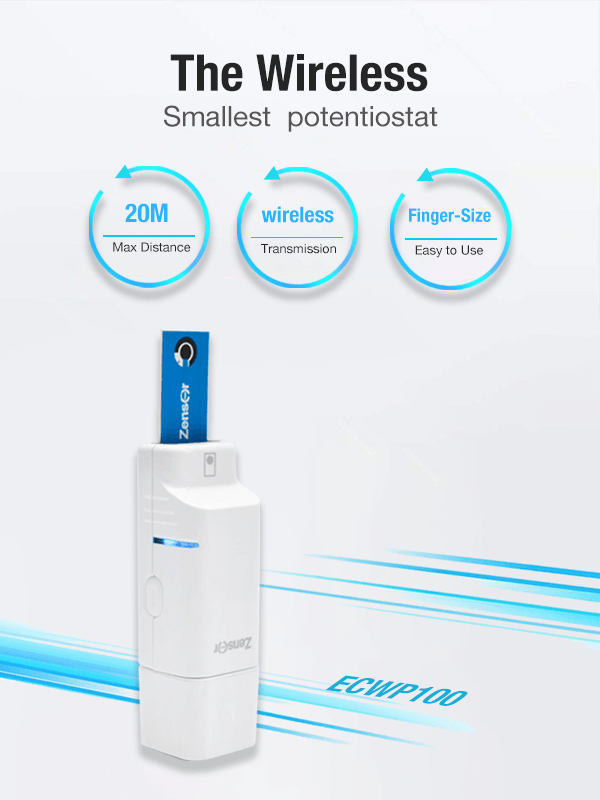 The Wireless
Smallest potentiostat
20M
Max Distance
wireless
Transmission
Finger-Size
Easy to Use
Zensor
Zensor
ECWP100